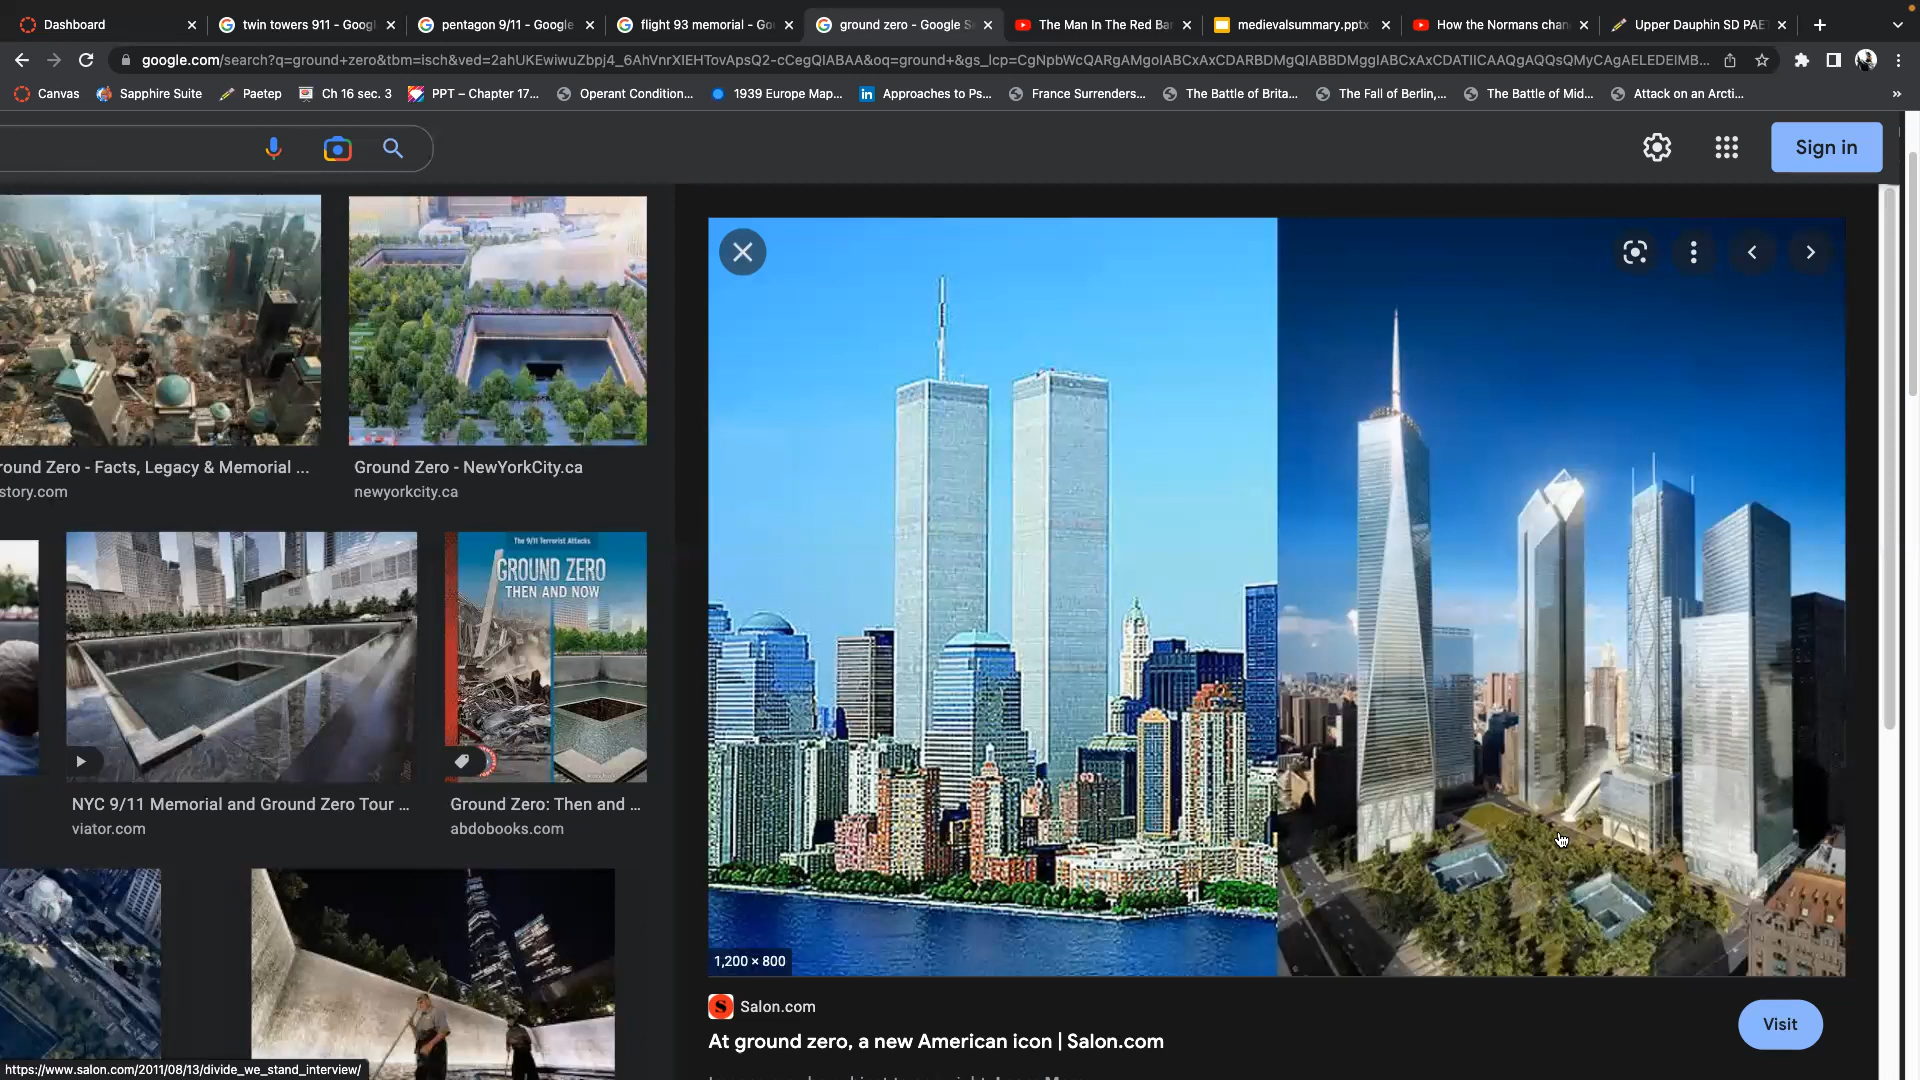 Dashboard
twin towers 911 - Googl
pentagon 9/11 - Google
flight 93 memorial - Go
ground zero - Google S
The Man In The Red Bar
medievalsummary.pptx
How the Normans chan
Upper Dauphin SD PAET
google.com/search?q=ground+zero&tbm=isch&ved=2ahUKEwiwuZbpj4_6AhVnrXIEHTovApsQ2-cCegQIABAA&oq=ground+&gs_lcp=CgNpbWcQARgAMgoIABCxAxCDARBDMgQIABBDMggIABCxAxCDATIICAAQgAQQsQMyCAgAELEDEIMB...
Canvas
Sapphire Suite
Paetep
Ch 16 sec. 3
PPT – Chapter 17...
Operant Condition...
1939 Europe Map...
Approaches to Ps...
France Surrenders...
The Battle of Brita...
The Fall of Berlin,...
The Battle of Mid...
Attack on an Arcti...
»
Sign in
round Zero - Facts, Legacy & Memorial ...
story.com
Ground Zero - NewYorkCity.ca
newyorkcity.ca
The 9/11 Terrorist Attacks
GROUND ZERO
THEN AND NOW
NYC 9/11 Memorial and Ground Zero Tour ...
viator.com
Ground Zero: Then and ...
abdobooks.com
1,200 × 800
S Salon.com
At ground zero, a new American icon | Salon.com
Visit
https://www.salon.com/2011/08/13/divide_we_stand_interview/